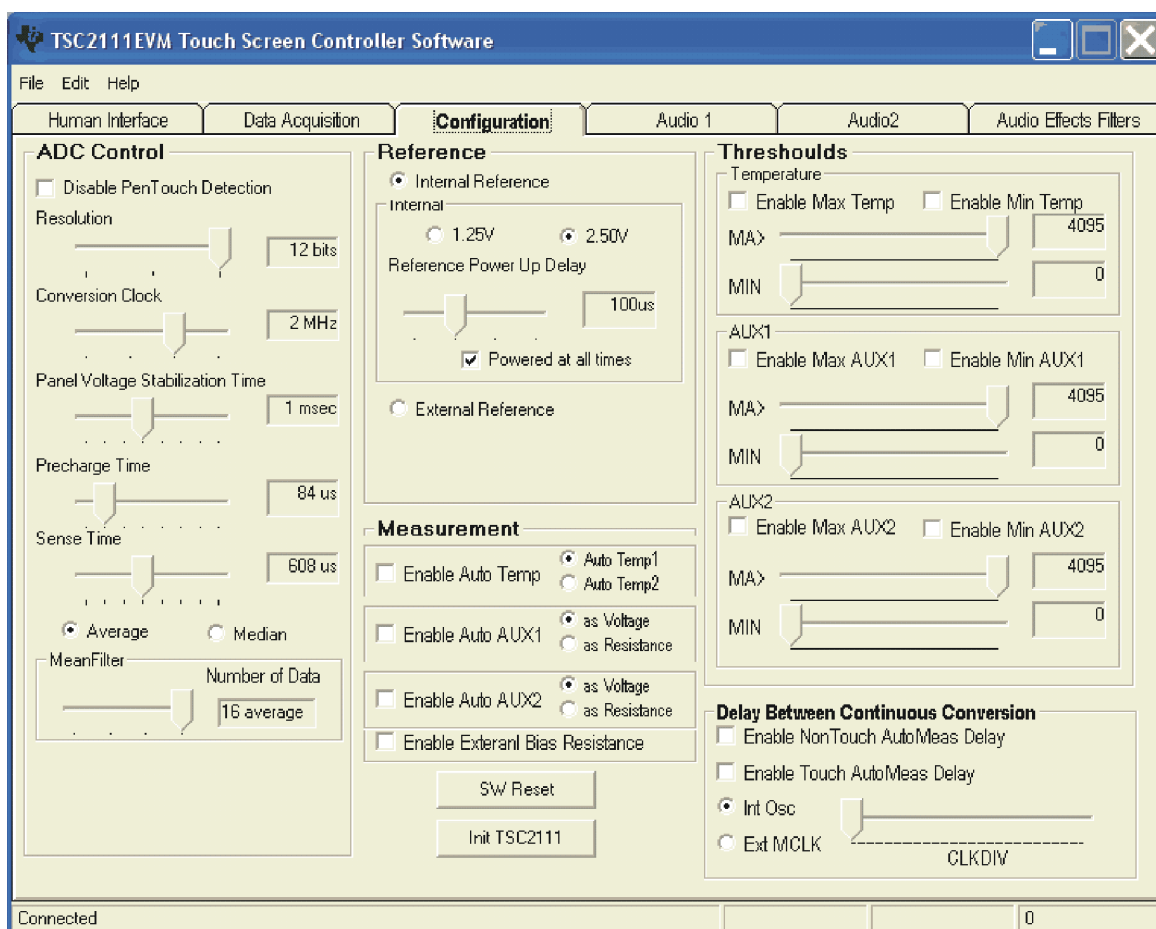 TSC2111EVM Touch Screen Controller Software
File Edit Help
Human Interface Data Acquisition Configuration Audio 1 Audio2 Audio Effects Filters
ADC Control
Disable PenTouch Detection
Resolution
12 bits
Conversion Clock
2 MHz
Panel Voltage Stabilization Time
1 msec
Precharge Time
84 us
Sense Time
608 us
Average Median
MeanFilter
Number of Data
16 average
Reference
Internal Reference
Internal
1.25V 2.50V
Reference Power Up Delay
100us
Powered at all times
External Reference
Measurement
Enable Auto Temp
Auto Temp1
Auto Temp2
Enable Auto AUX1
as Voltage
as Resistance
Enable Auto AUX2
as Voltage
as Resistance
Enable Exteranl Bias Resistance
SW Reset
Init TSC2111
Threshoulds
Temperature
Enable Max Temp Enable Min Temp
MAX 4095
MIN 0
AUX1
Enable Max AUX1 Enable Min AUX1
MAX 4095
MIN 0
AUX2
Enable Max AUX2 Enable Min AUX2
MAX 4095
MIN 0
Delay Between Continuous Conversion
Enable NonTouch AutoMeas Delay
Enable Touch AutoMeas Delay
Int Osc
Ext MCLK
CLKDIV
Connected 0